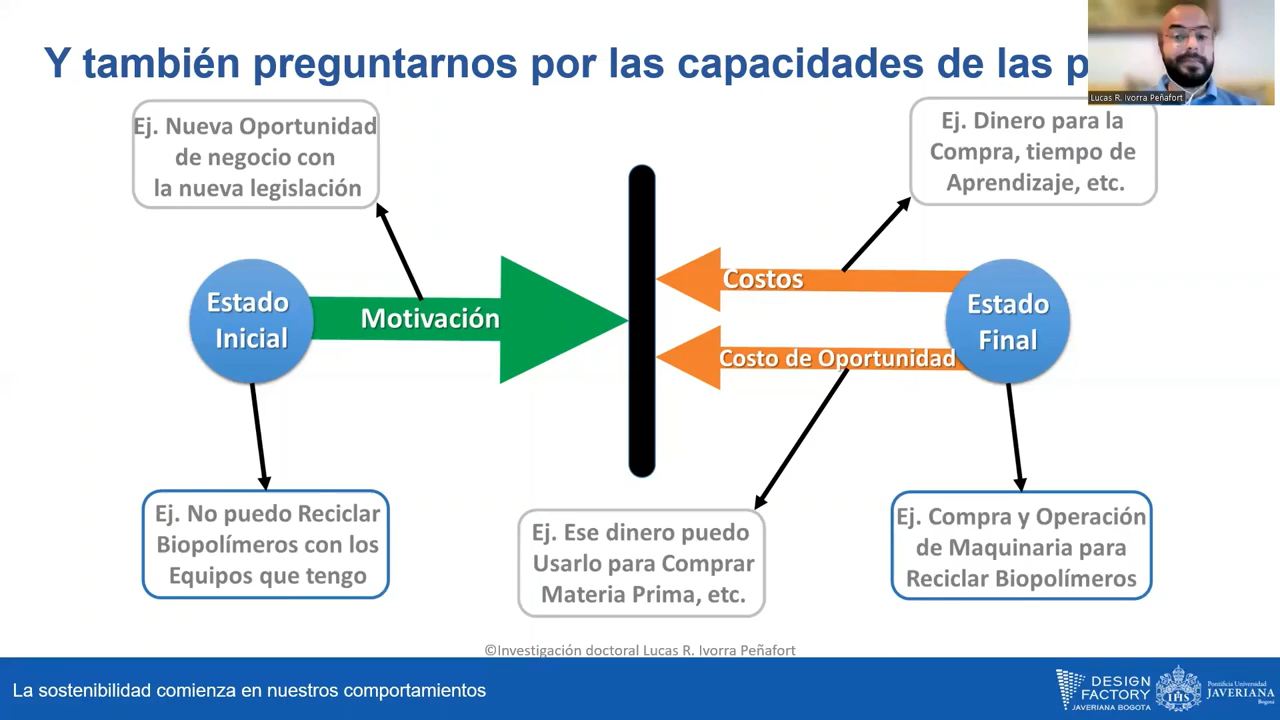 Y también preguntarnos por las capacidades de las
Lucas R. Ivorra Peñafort
Ej. Nueva Oportunidad
de negocio con
la nueva legislación
Ej. Dinero para la
Compra, tiempo de
Aprendizaje, etc.
Estado
Inicial
Motivación
Costos
Costo de Oportunidad
Estado
Final
Ej. No puedo Reciclar
Biopolímeros con los
Equipos que tengo
Ej. Ese dinero puedo
Usarlo para Comprar
Materia Prima, etc.
Ej. Compra y Operación
de Maquinaria para
Reciclar Biopolímeros
©Investigación doctoral Lucas R. Ivorra Peñafort
La sostenibilidad comienza en nuestros comportamientos
DESIGN
FACTORY
JAVERIANA BOGOTA
IHS
Pontificia Universidad
JAVERIANA
Bogotá